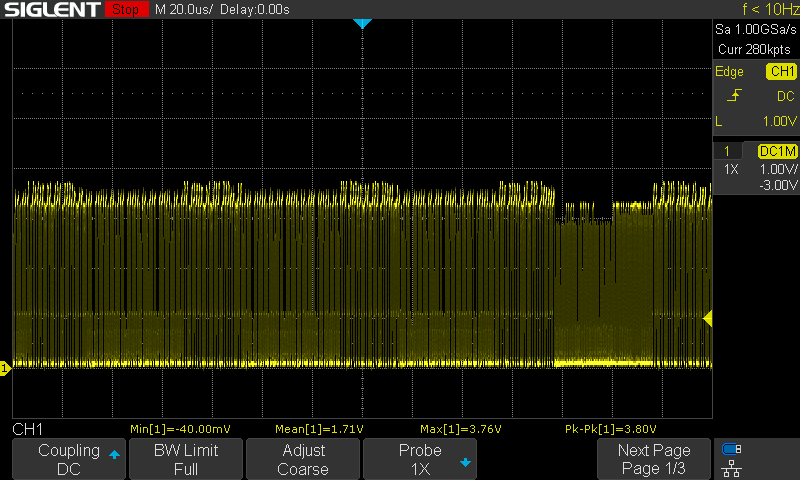 SIGLENT Stop M 20.0us/ Delay:0.00s f < 10Hz
Sa 1.00GSa/s
Curr 280kpts
Edge CH1
DC
L 1.00V
1 DC1M
1X 1.00V/
-3.00V
1
CH1 Min[1]=-40.00mV Mean[1]=1.71V Max[1]=3.76V Pk-Pk[1]=3.80V
Coupling BW Limit Adjust Probe Next Page
DC Full Coarse 1X Page 1/3